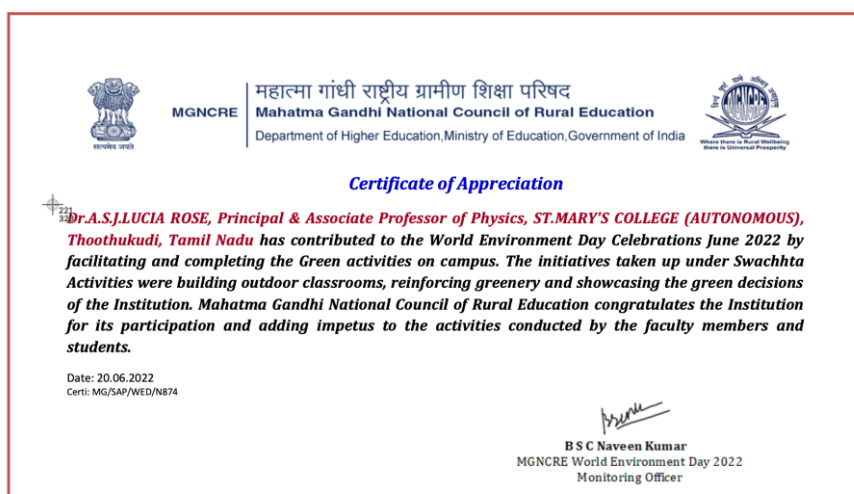 महात्मा गांधी राष्ट्रीय ग्रामीण शिक्षा परिषद
MGNCRE
Mahatma Gandhi National Council of Rural Education
Department of Higher Education,Ministry of Education,Government of India
सत्यमेव जयते
MGNCRE
Where there is Rural Wellbeing
there is Universal Prosperity
Certificate of Appreciation
221
Dr.A.S.J.LUCIA ROSE, Principal & Associate Professor of Physics, ST.MARY'S COLLEGE (AUTONOMOUS),
Thoothukudi, Tamil Nadu has contributed to the World Environment Day Celebrations June 2022 by
facilitating and completing the Green activities on campus. The initiatives taken up under Swachhta
Activities were building outdoor classrooms, reinforcing greenery and showcasing the green decisions
of the Institution. Mahatma Gandhi National Council of Rural Education congratulates the Institution
for its participation and adding impetus to the activities conducted by the faculty members and
students.
Date: 20.06.2022
Certi: MG/SAP/WED/N874
B S C Naveen Kumar
MGNCRE World Environment Day 2022
Monitoring Officer